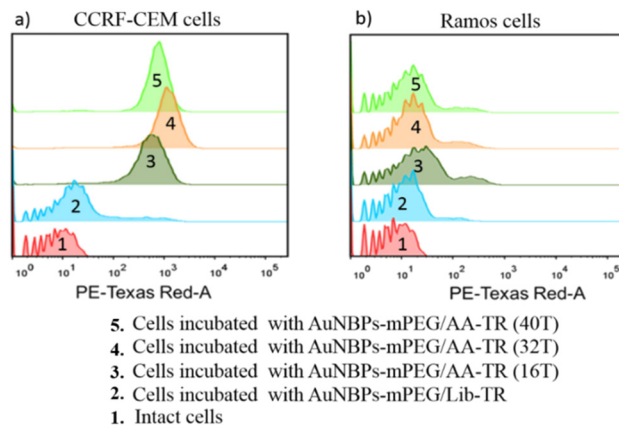 a) CCRF-CEM cells
b) Ramos cells
5
4
3
2
1
5
4
3
2
1
10⁰ 10¹ 10² 10³ 10⁴ 10⁵
10⁰ 10¹ 10² 10³ 10⁴ 10⁵
PE-Texas Red-A
PE-Texas Red-A
5. Cells incubated with AuNBPs-mPEG/AA-TR (40T)
4. Cells incubated with AuNBPs-mPEG/AA-TR (32T)
3. Cells incubated with AuNBPs-mPEG/AA-TR (16T)
2. Cells incubated with AuNBPs-mPEG/Lib-TR
1. Intact cells